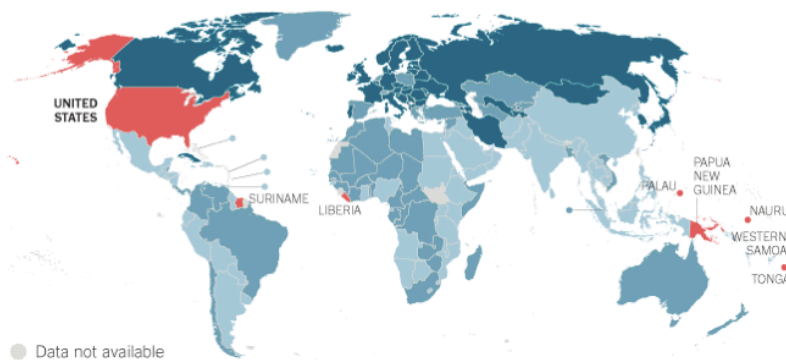 UNITED
STATES
SURINAME
LIBERIA
PALAU
PAPUA
NEW
GUINEA
NAURU
WESTERN
SAMOA
TONGA
Data not available